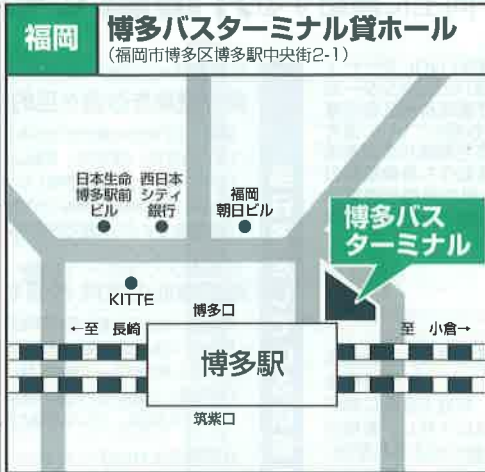 福岡
博多バスターミナル貸ホール
(福岡市博多区博多駅中央街2-1)
日本生命
博多駅前
ビル
西日本
シティ
銀行
福岡
朝日ビル
博多バス
ターミナル
KITTE
博多口
←至 長崎
至 小倉→
博多駅
筑紫口